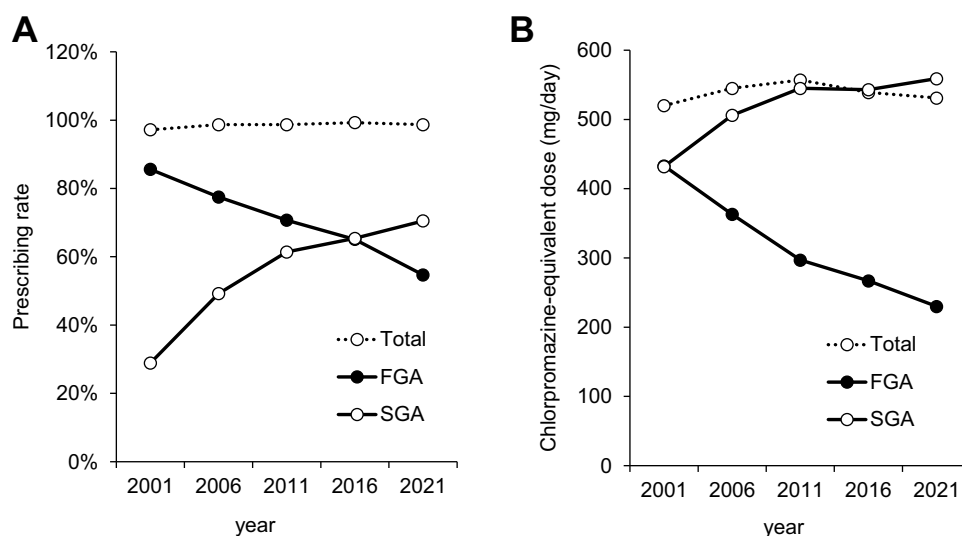 A
120%
100%
80%
60%
40%
20%
0%
Prescribing rate
2001 2006 2011 2016 2021
year
Total
FGA
SGA
B
600
500
400
300
200
100
0
Chlorpromazine-equivalent dose (mg/day)
2001 2006 2011 2016 2021
year
Total
FGA
SGA